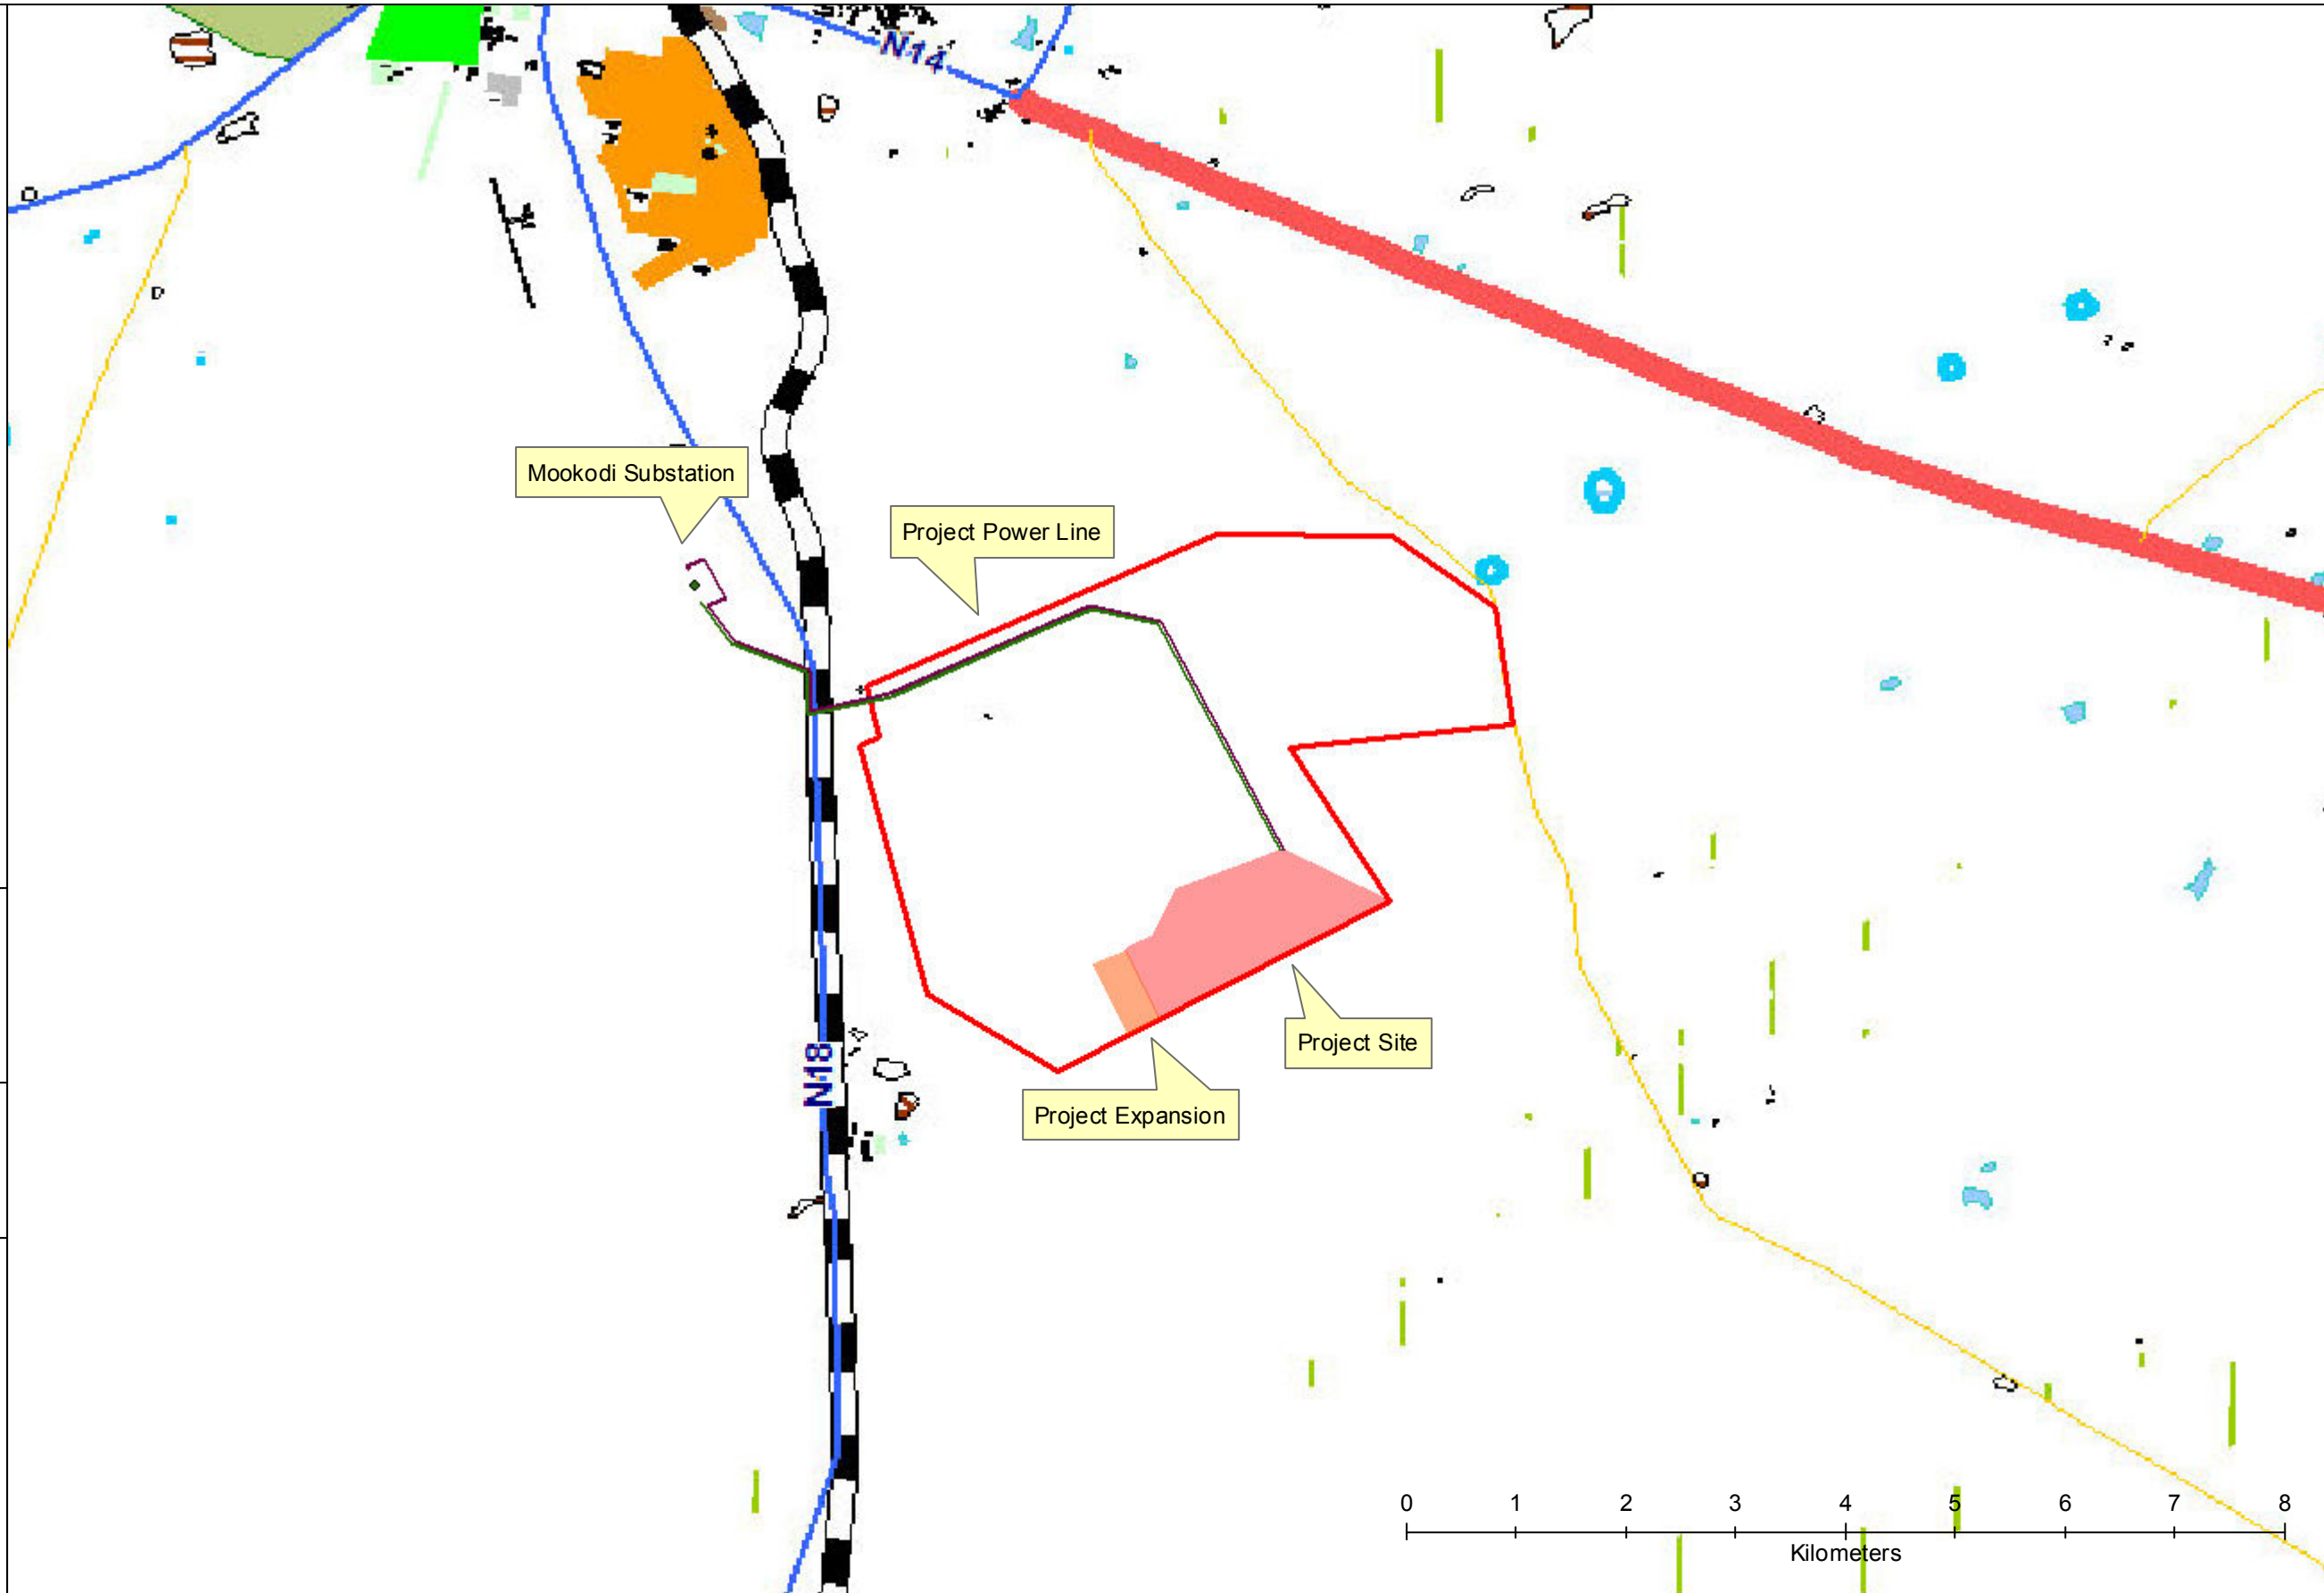 N14
Mookodi Substation
Project Power Line
Project Site
N18
Project Expansion
0 1 2 3 4 5 6 7 8
Kilometers